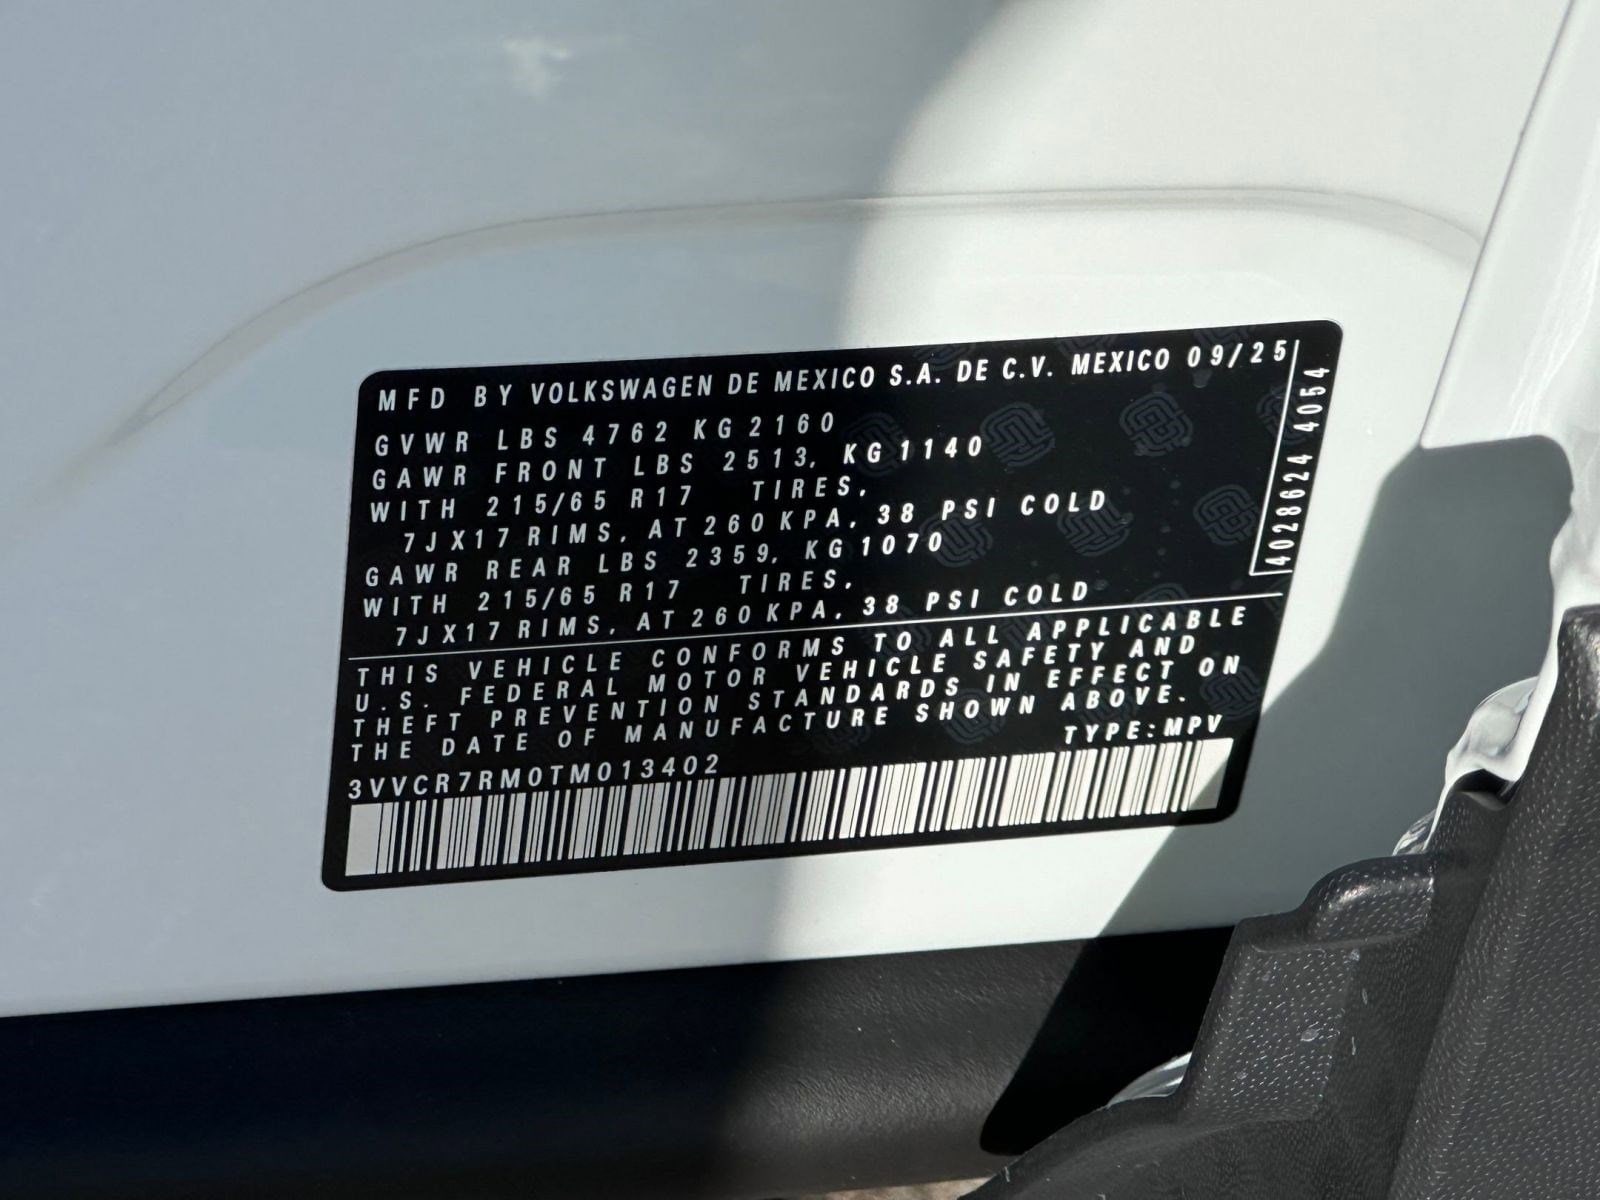 MFD BY VOLKSWAGEN DE MEXICO S.A. DE C.V. MEXICO 09/25
GVWR LBS 4762 KG 2160
GAWR FRONT LBS 2513, KG 1140
WITH 215/65 R17 TIRES,
7JX17 RIMS, AT 260 KPA, 38 PSI COLD
GAWR REAR LBS 2359, KG 1070
WITH 215/65 R17 TIRES,
7JX17 RIMS, AT 260 KPA, 38 PSI COLD
4028624 4054
THIS VEHICLE CONFORMS TO ALL APPLICABLE
U.S. FEDERAL MOTOR VEHICLE SAFETY AND
THEFT PREVENTION STANDARDS IN EFFECT ON
THE DATE OF MANUFACTURE SHOWN ABOVE.
TYPE:MPV
3VVCR7RM0TM013402